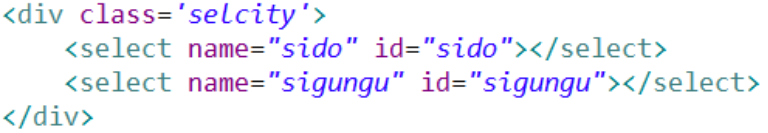 <div class='selcity'>
    <select name="sido" id="sido"></select>
    <select name="sigungu" id="sigungu"></select>
</div>